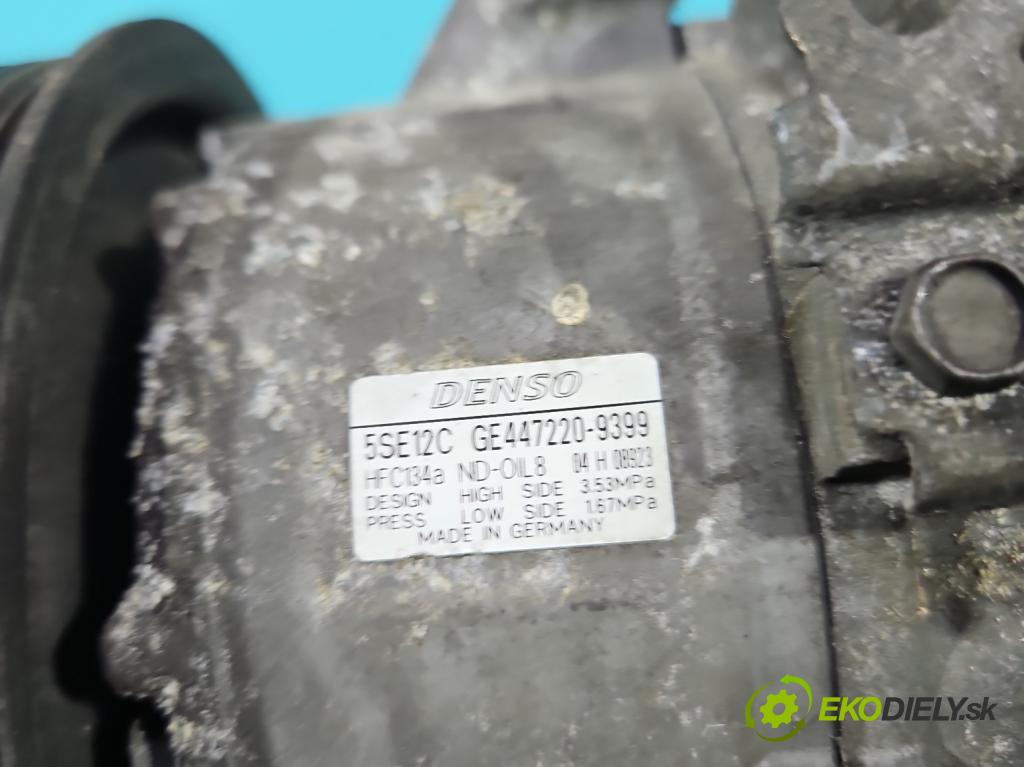 DENSO
5SE12C GE447220-9399
HFC134a ND-OIL8 04 H 08923
DESIGN HIGH SIDE 3.53MPa
PRESS LOW SIDE 1.67MPa
MADE IN GERMANY
EKODIELY.sk